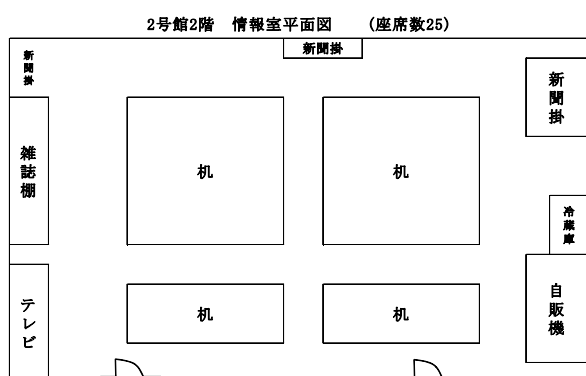 2号館2階 情報室平面図 (座席数25)
新聞掛
新聞掛
新聞掛
雑誌棚
机
机
冷蔵庫
テレビ
机
机
自販機